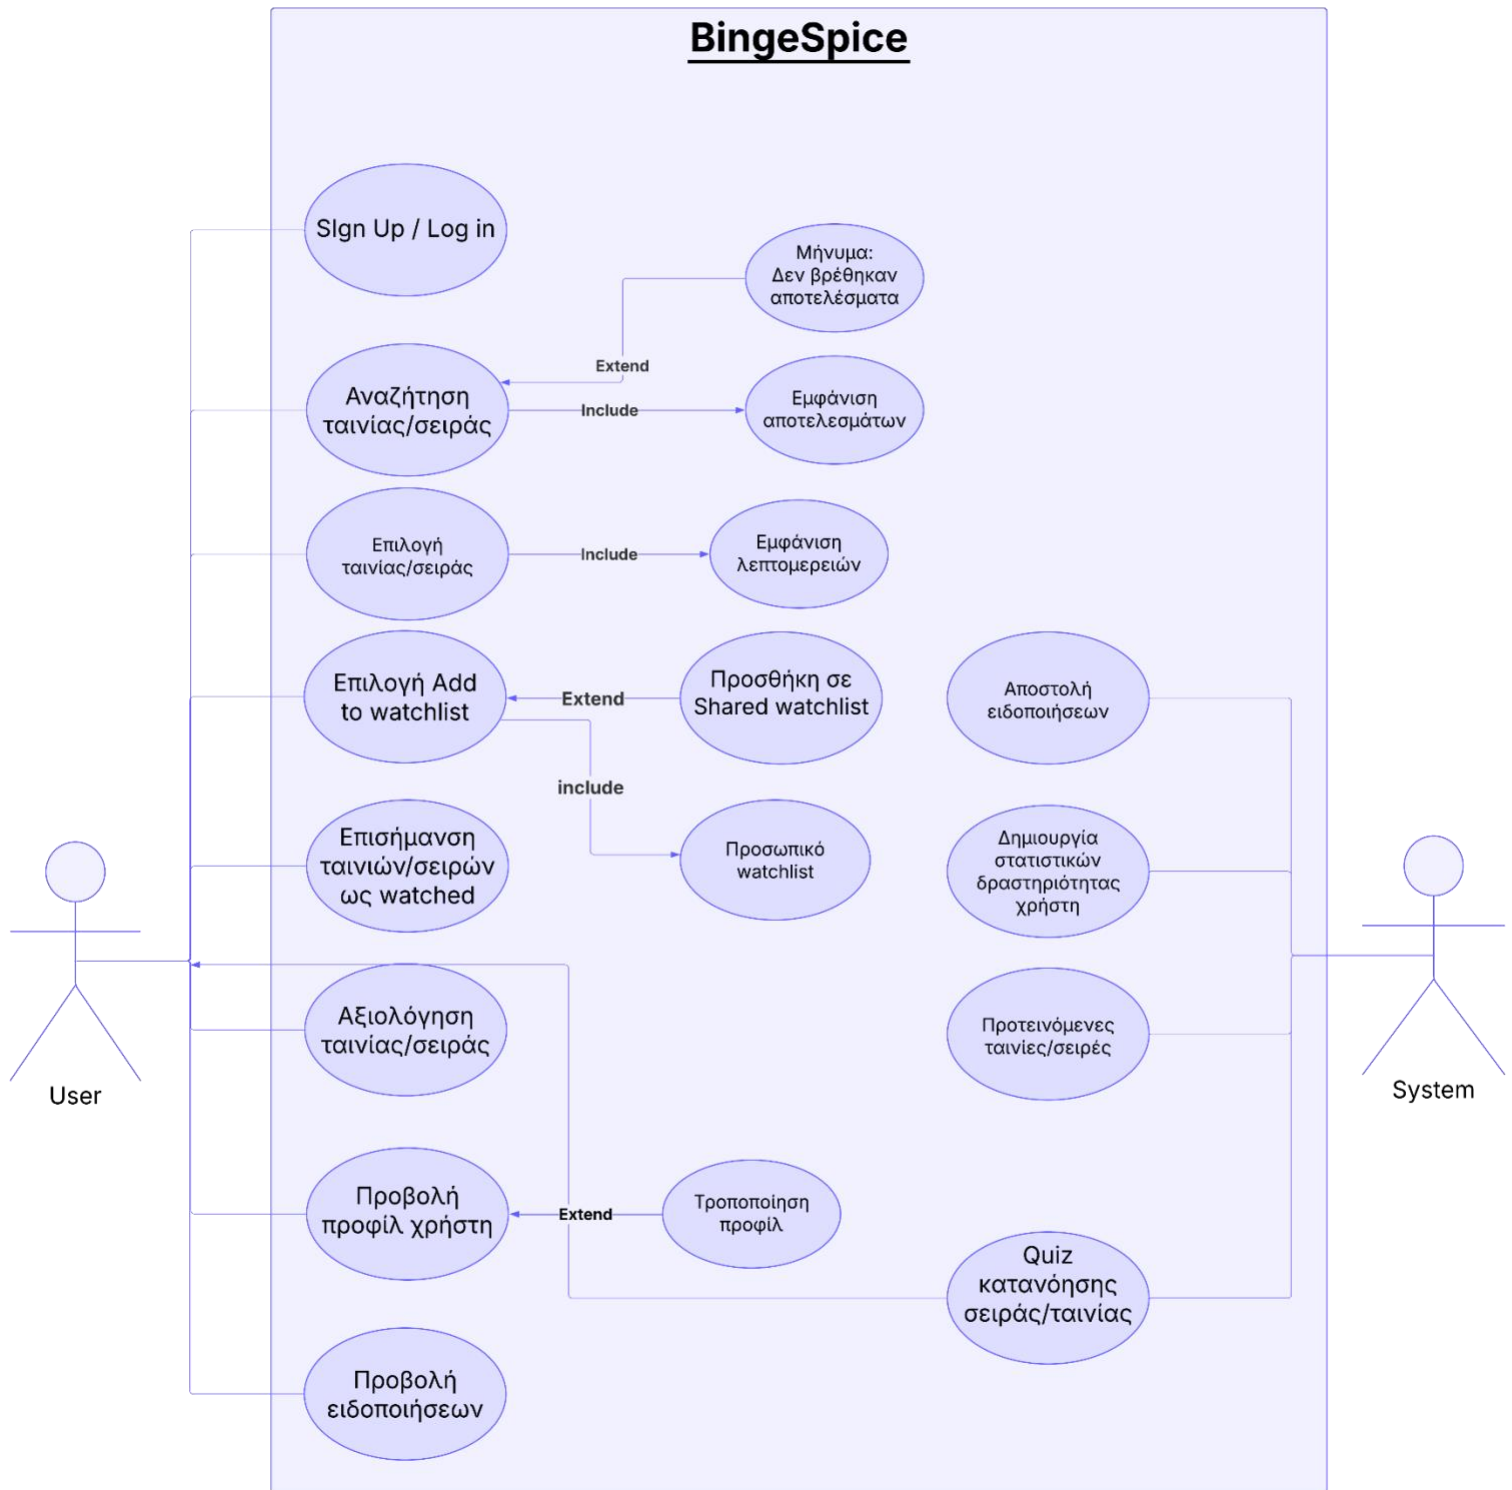 BingeSpice
SIgn Up / Log in
Μήνυμα:
Δεν βρέθηκαν
αποτελέσματα
Extend
Αναζήτηση
ταινίας/σειράς
Include
Εμφάνιση
αποτελεσμάτων
Επιλογή
ταινίας/σειράς
Include
Εμφάνιση
λεπτομερειών
Επιλογή Add
to watchlist
Extend
Προσθήκη σε
Shared watchlist
Αποστολή
ειδοποιήσεων
include
Επισήμανση
ταινιών/σειρών
ως watched
Προσωπικό
watchlist
Δημιουργία
στατιστικών
δραστηριότητας
χρήστη
Αξιολόγηση
ταινίας/σειράς
Προτεινόμενες
ταινίες/σειρές
User
System
Προβολή
προφίλ χρήστη
Extend
Τροποποίηση
προφίλ
Quiz
κατανόησης
σειράς/ταινίας
Προβολή
ειδοποιήσεων